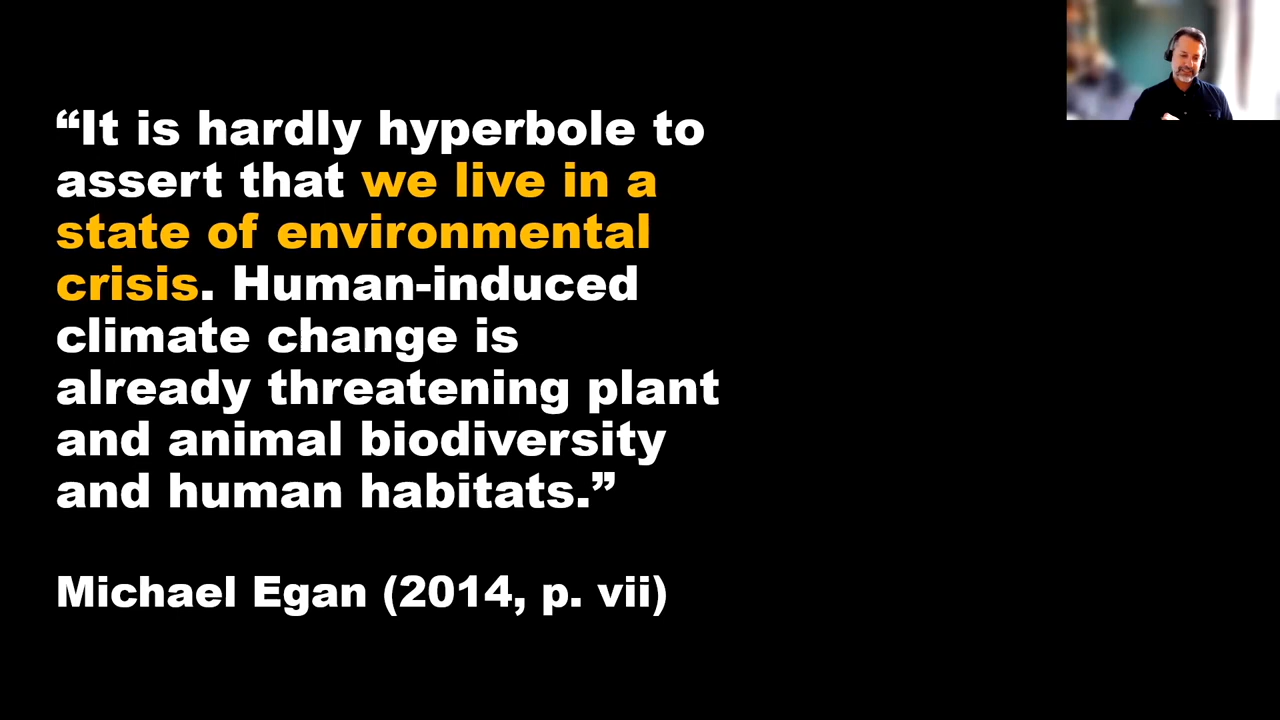 “It is hardly hyperbole to
assert that we live in a
state of environmental
crisis. Human-induced
climate change is
already threatening plant
and animal biodiversity
and human habitats.”
Michael Egan (2014, p. vii)